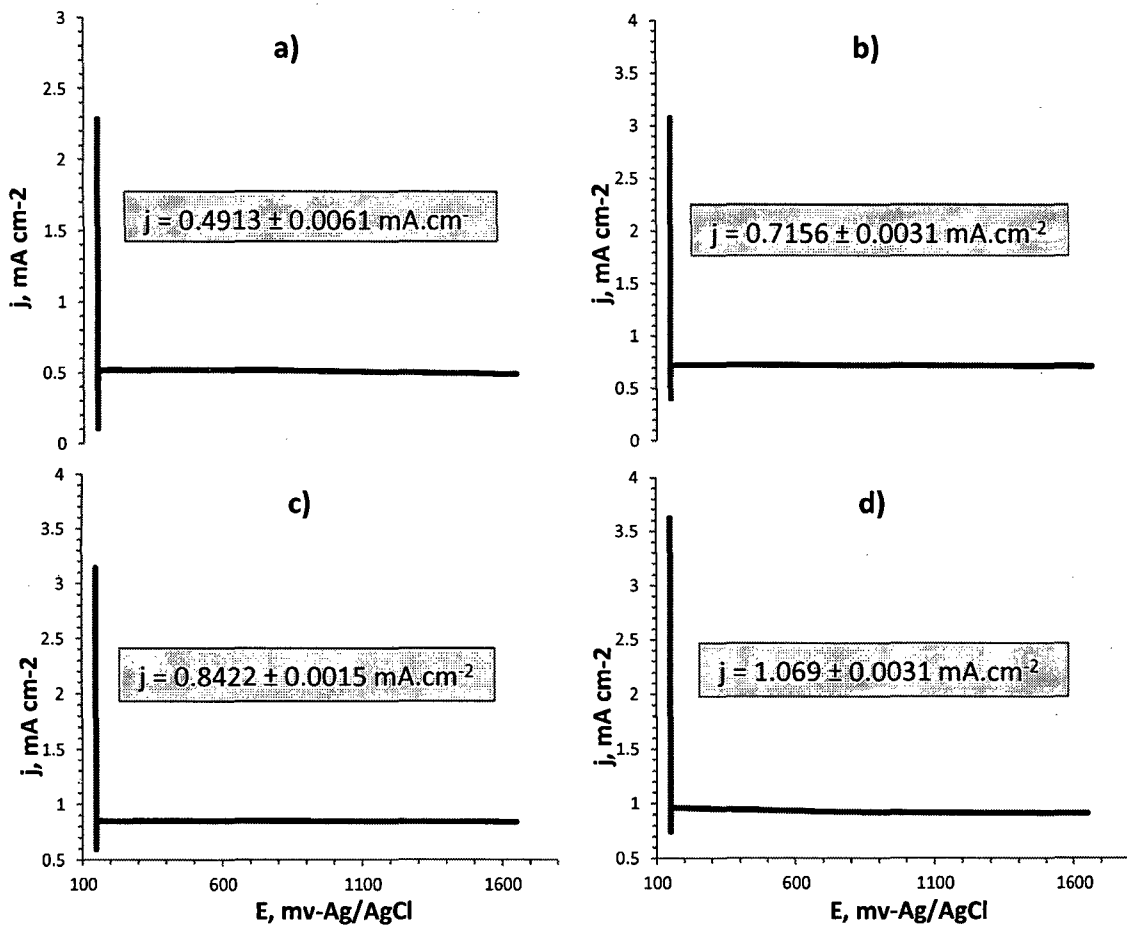 a)
3
2.5
2
1.5
1
0.5
0
j, mA cm-2
j = 0.4913 ± 0.0061 mA.cm⁻
b)
4
3.5
3
2.5
2
1.5
1
0.5
0
j, mA cm-2
j = 0.7156 ± 0.0031 mA.cm⁻²
c)
4
3.5
3
2.5
2
1.5
1
0.5
j, mA cm-2
j = 0.8422 ± 0.0015 mA.cm⁻²
100 600 1100 1600
E, mv-Ag/AgCl
d)
4
3.5
3
2.5
2
1.5
1
0.5
j, mA cm-2
j = 1.069 ± 0.0031 mA.cm⁻²
100 600 1100 1600
E, mv-Ag/AgCl